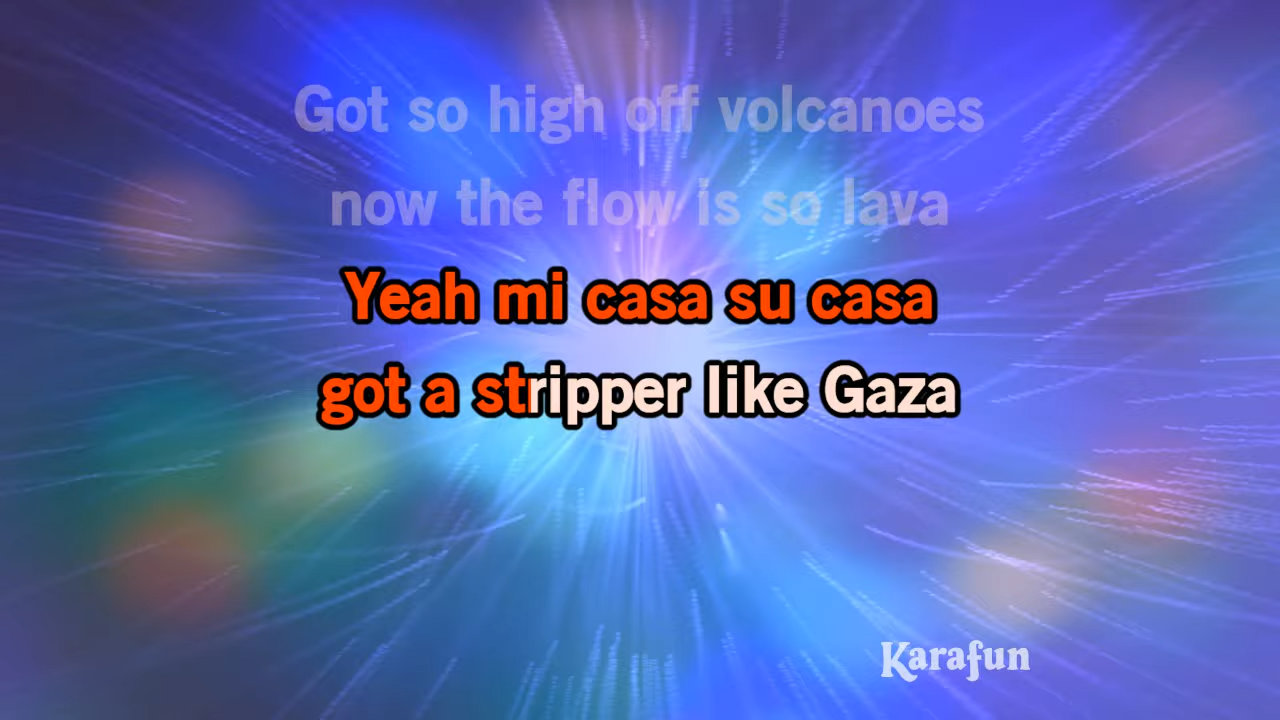 Got so high off volcanoes
now the flow is so lava
Yeah mi casa su casa
got a stripper like Gaza
Karafun